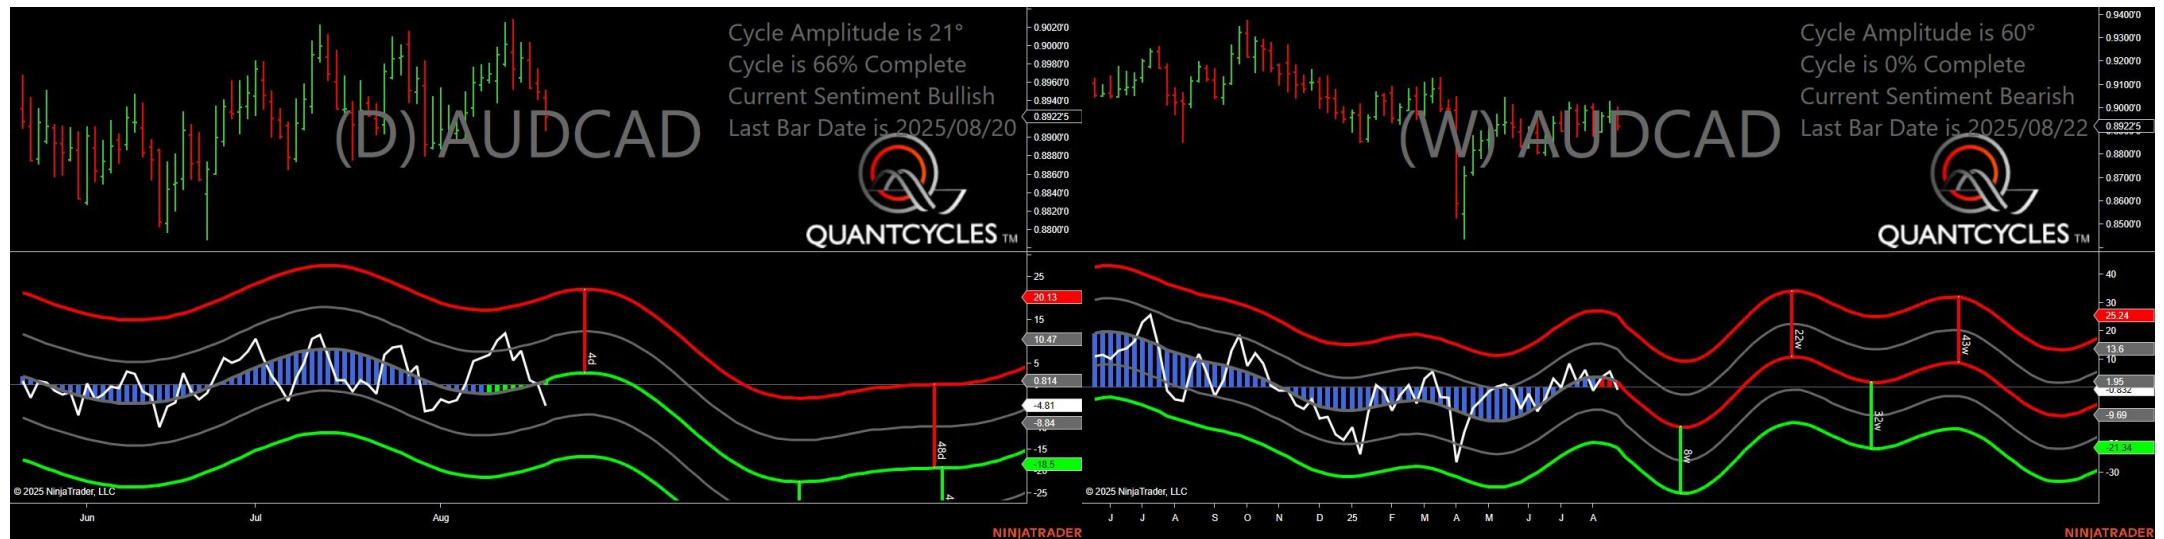 Cycle Amplitude is 21°
Cycle is 66% Complete
Current Sentiment Bullish
Last Bar Date is 2025/08/20
(D) AUDCAD
QUANTCYCLES TM
0.9020'0
0.9000'0
0.8980'0
0.8960'0
0.8940'0
0.8922'5
0.8900'0
0.8880'0
0.8860'0
0.8840'0
0.8820'0
0.8800'0
25
20.13
15
10.47
5
0.814
-4.81
-8.84
-15
-18.5
-20
-25
4d
48d
4
© 2025 NinjaTrader, LLC
Jun Jul Aug
NINJATRADER
Cycle Amplitude is 60°
Cycle is 0% Complete
Current Sentiment Bearish
Last Bar Date is 2025/08/22
(W) AUDCAD
QUANTCYCLES TM
0.9400'0
0.9300'0
0.9200'0
0.9100'0
0.9000'0
0.8922'5
0.8800'0
0.8700'0
0.8600'0
0.8500'0
40
30
25.24
20
13.6
10
1.95
-0.832
-9.69
-21.34
-30
8w
22w
32w
43w
© 2025 NinjaTrader, LLC
J J A S O N D 25 F M A M J J A
NINJATRADER